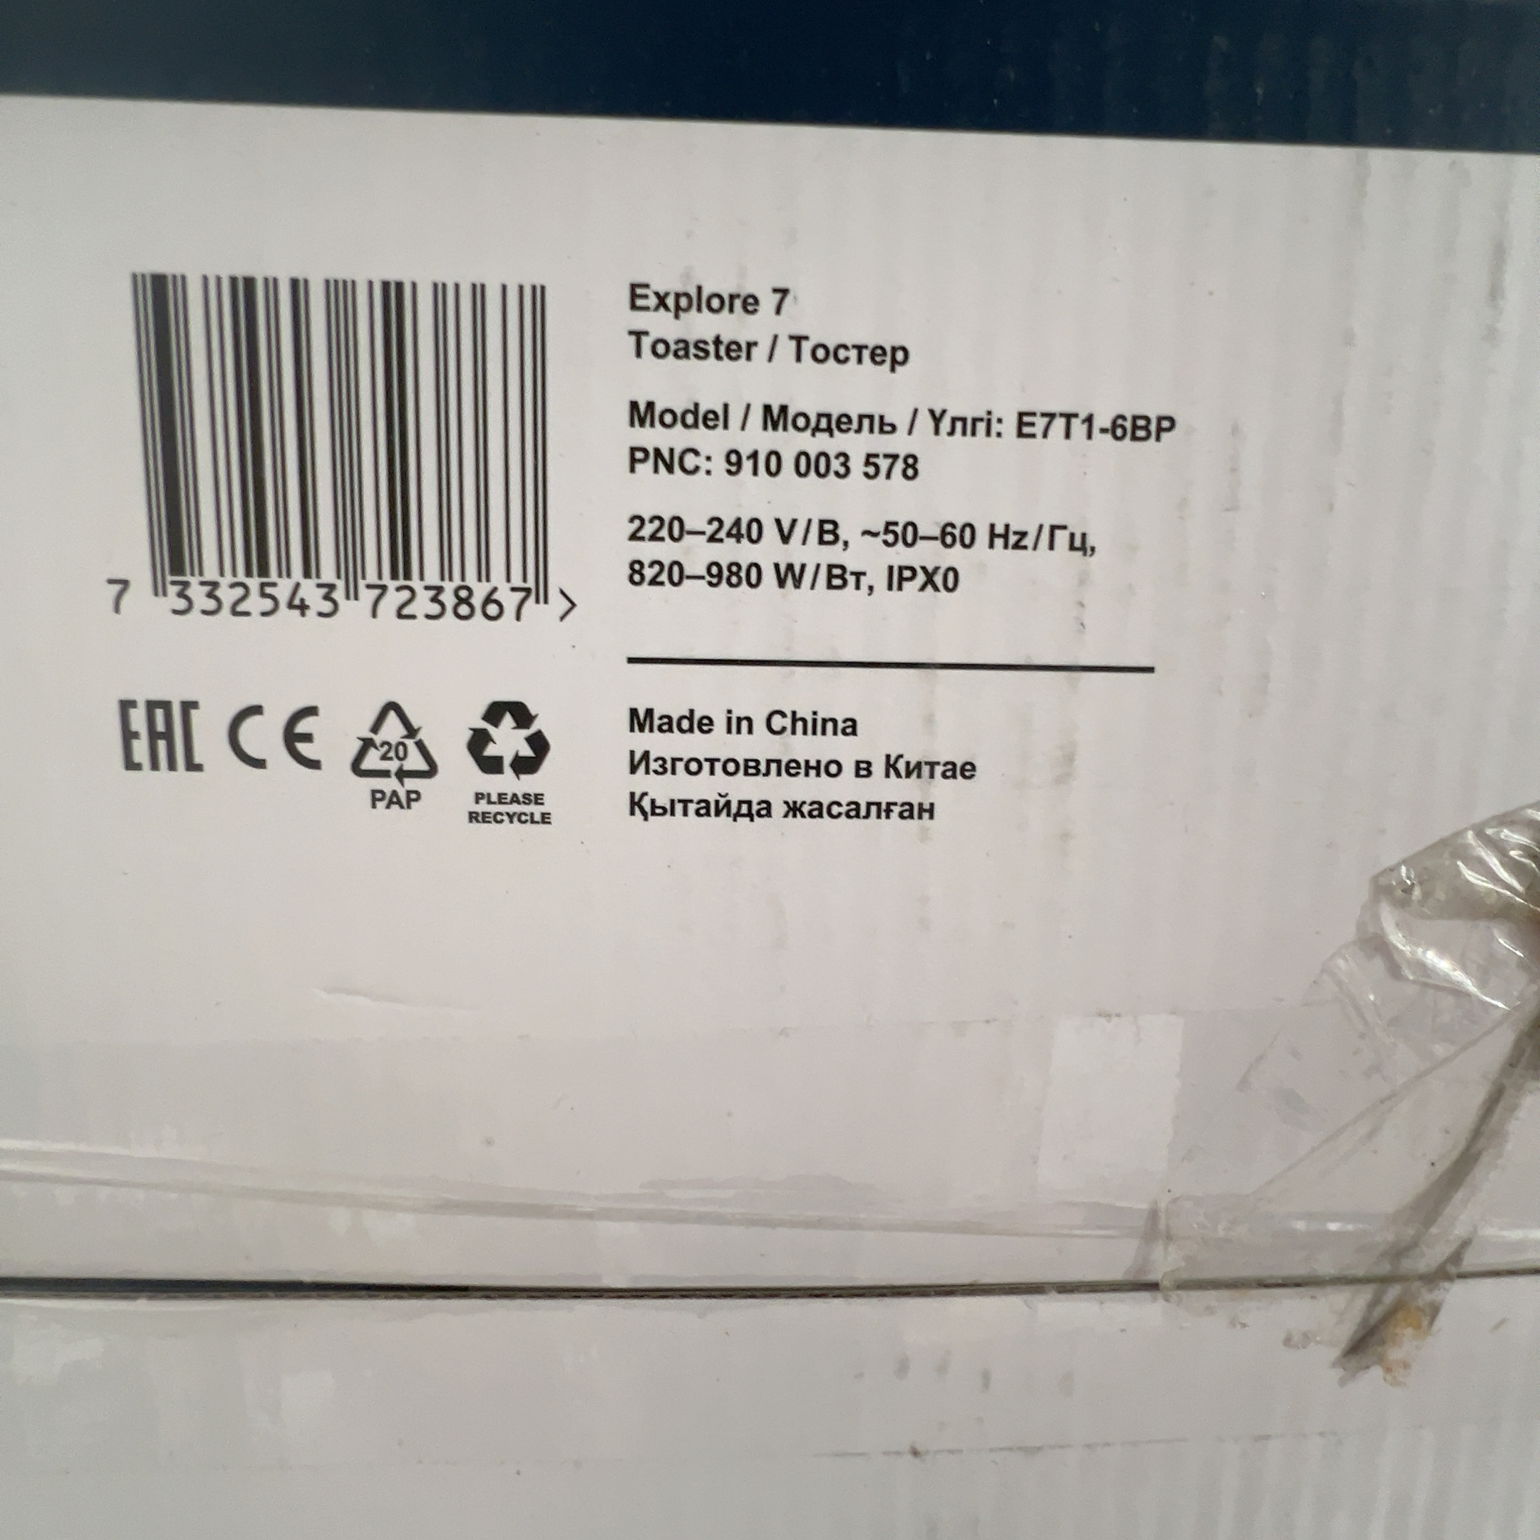 Explore 7
Toaster / Тостер
Model / Модель / Үлгі: E7T1-6BP
PNC: 910 003 578
220–240 V/В, ~50–60 Hz/Гц,
820–980 W/Вт, IPX0
7 332543 723867 >
EAC CE 20 PAP
PLEASE
RECYCLE
Made in China
Изготовлено в Китае
Қытайда жасалған